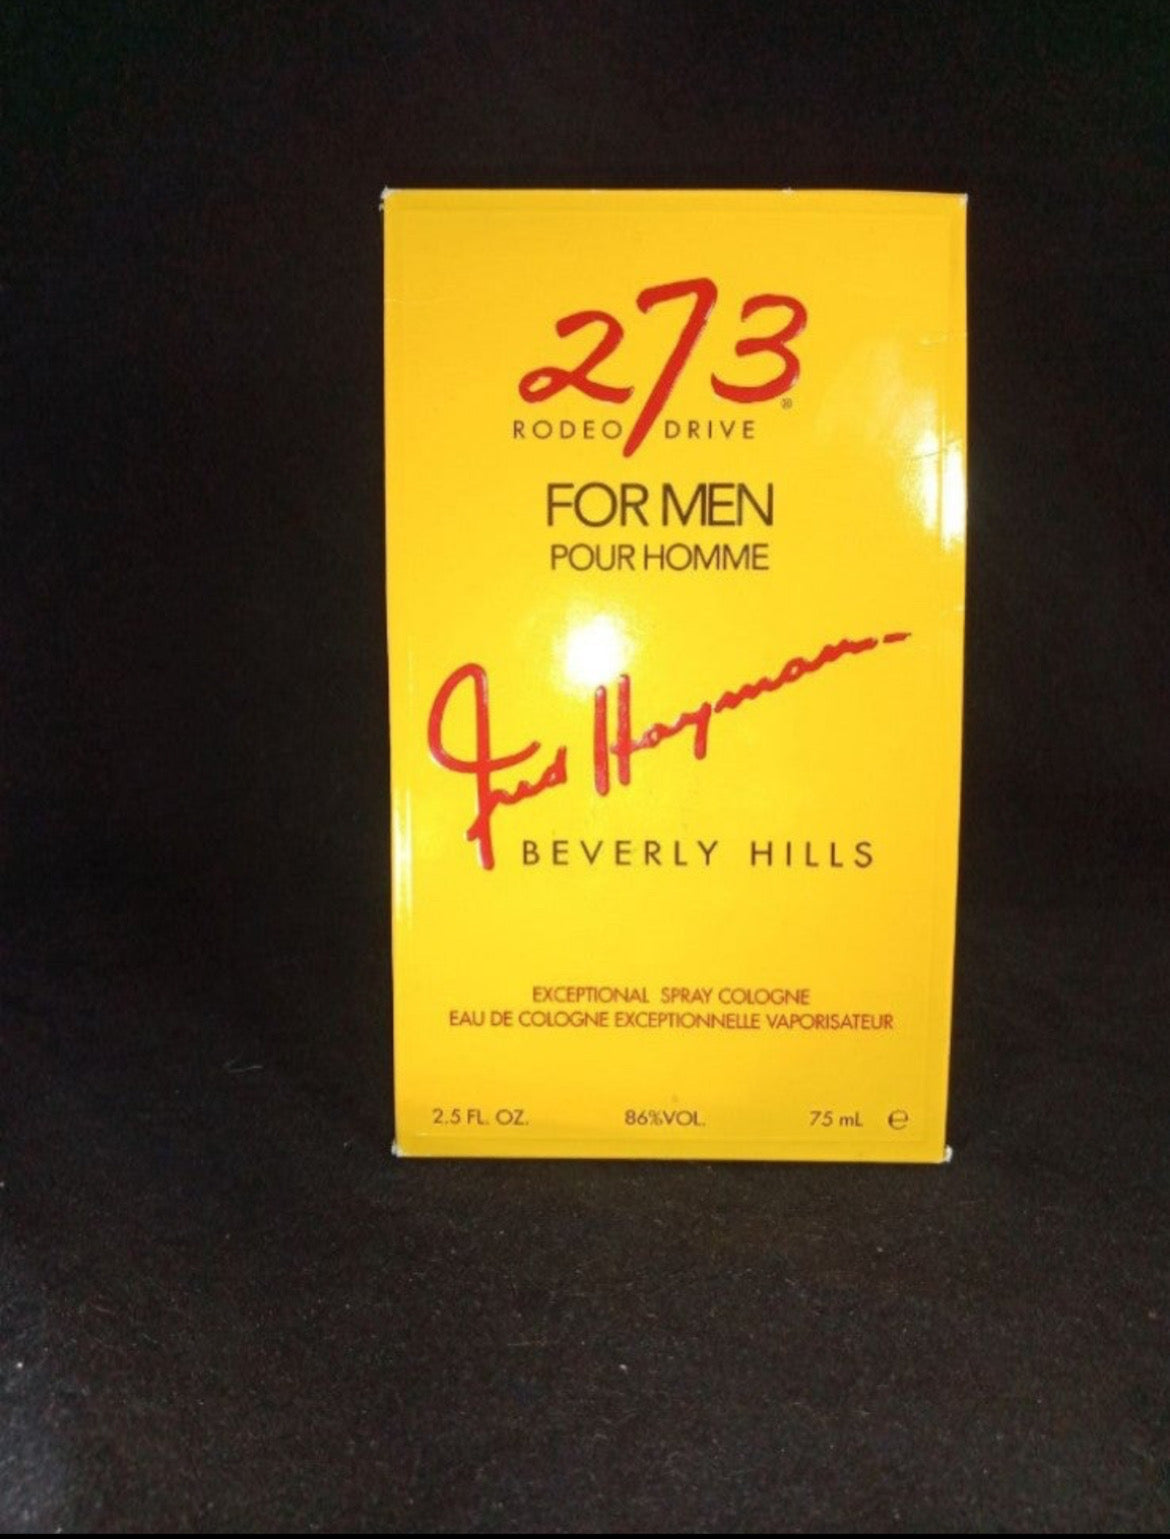 273®
RODEO DRIVE
FOR MEN
POUR HOMME
Fred Hayman
BEVERLY HILLS
EXCEPTIONAL SPRAY COLOGNE
EAU DE COLOGNE EXCEPTIONNELLE VAPORISATEUR
2.5 FL. OZ. 86%VOL. 75 mL ℮